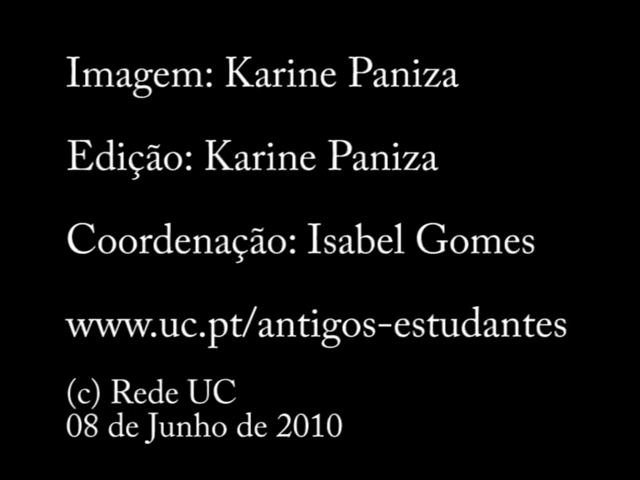 Imagem: Karine Paniza
Edição: Karine Paniza
Coordenação: Isabel Gomes
www.uc.pt/antigos-estudantes
(c) Rede UC
08 de Junho de 2010